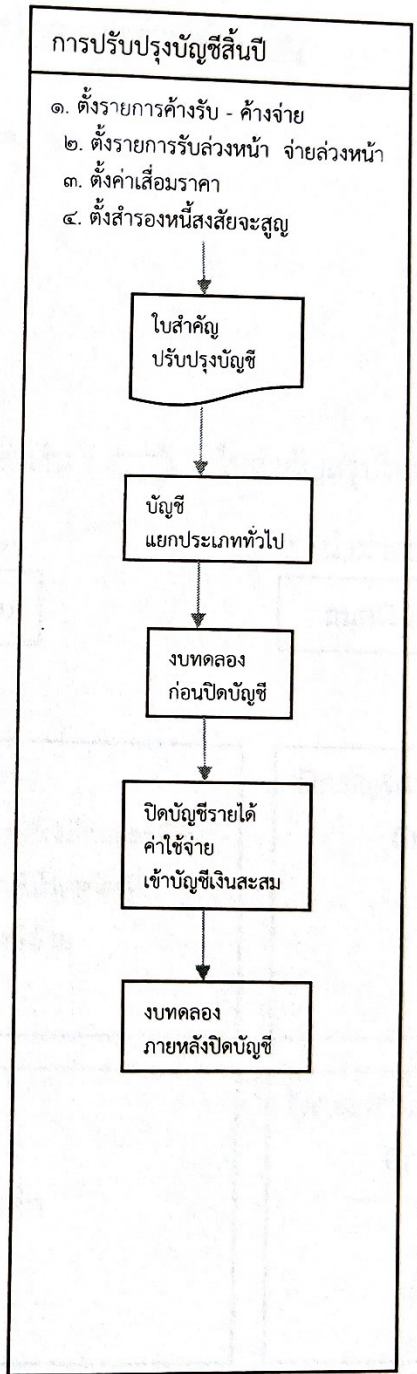 การปรับปรุงบัญชีสิ้นปี
๑. ตั้งรายการค้างรับ - ค้างจ่าย
๒. ตั้งรายการรับล่วงหน้า จ่ายล่วงหน้า
๓. ตั้งค่าเสื่อมราคา
๔. ตั้งสำรองหนี้สงสัยจะสูญ
ใบสำคัญ
ปรับปรุงบัญชี
บัญชี
แยกประเภททั่วไป
งบทดลอง
ก่อนปิดบัญชี
ปิดบัญชีรายได้
ค่าใช้จ่าย
เข้าบัญชีเงินสะสม
งบทดลอง
ภายหลังปิดบัญชี